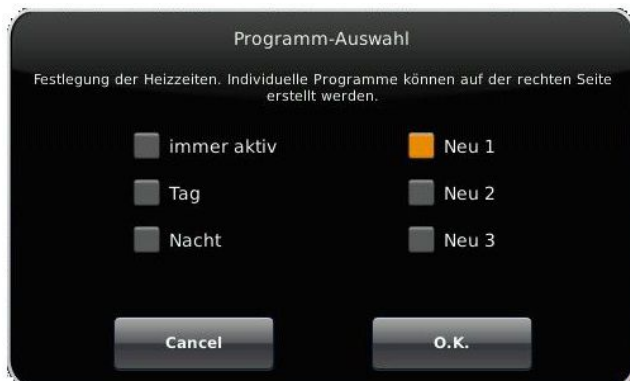 Programm-Auswahl
Festlegung der Heizzeiten. Individuelle Programme können auf der rechten Seite
erstellt werden.
immer aktiv
Neu 1
Tag
Neu 2
Nacht
Neu 3
Cancel
O.K.